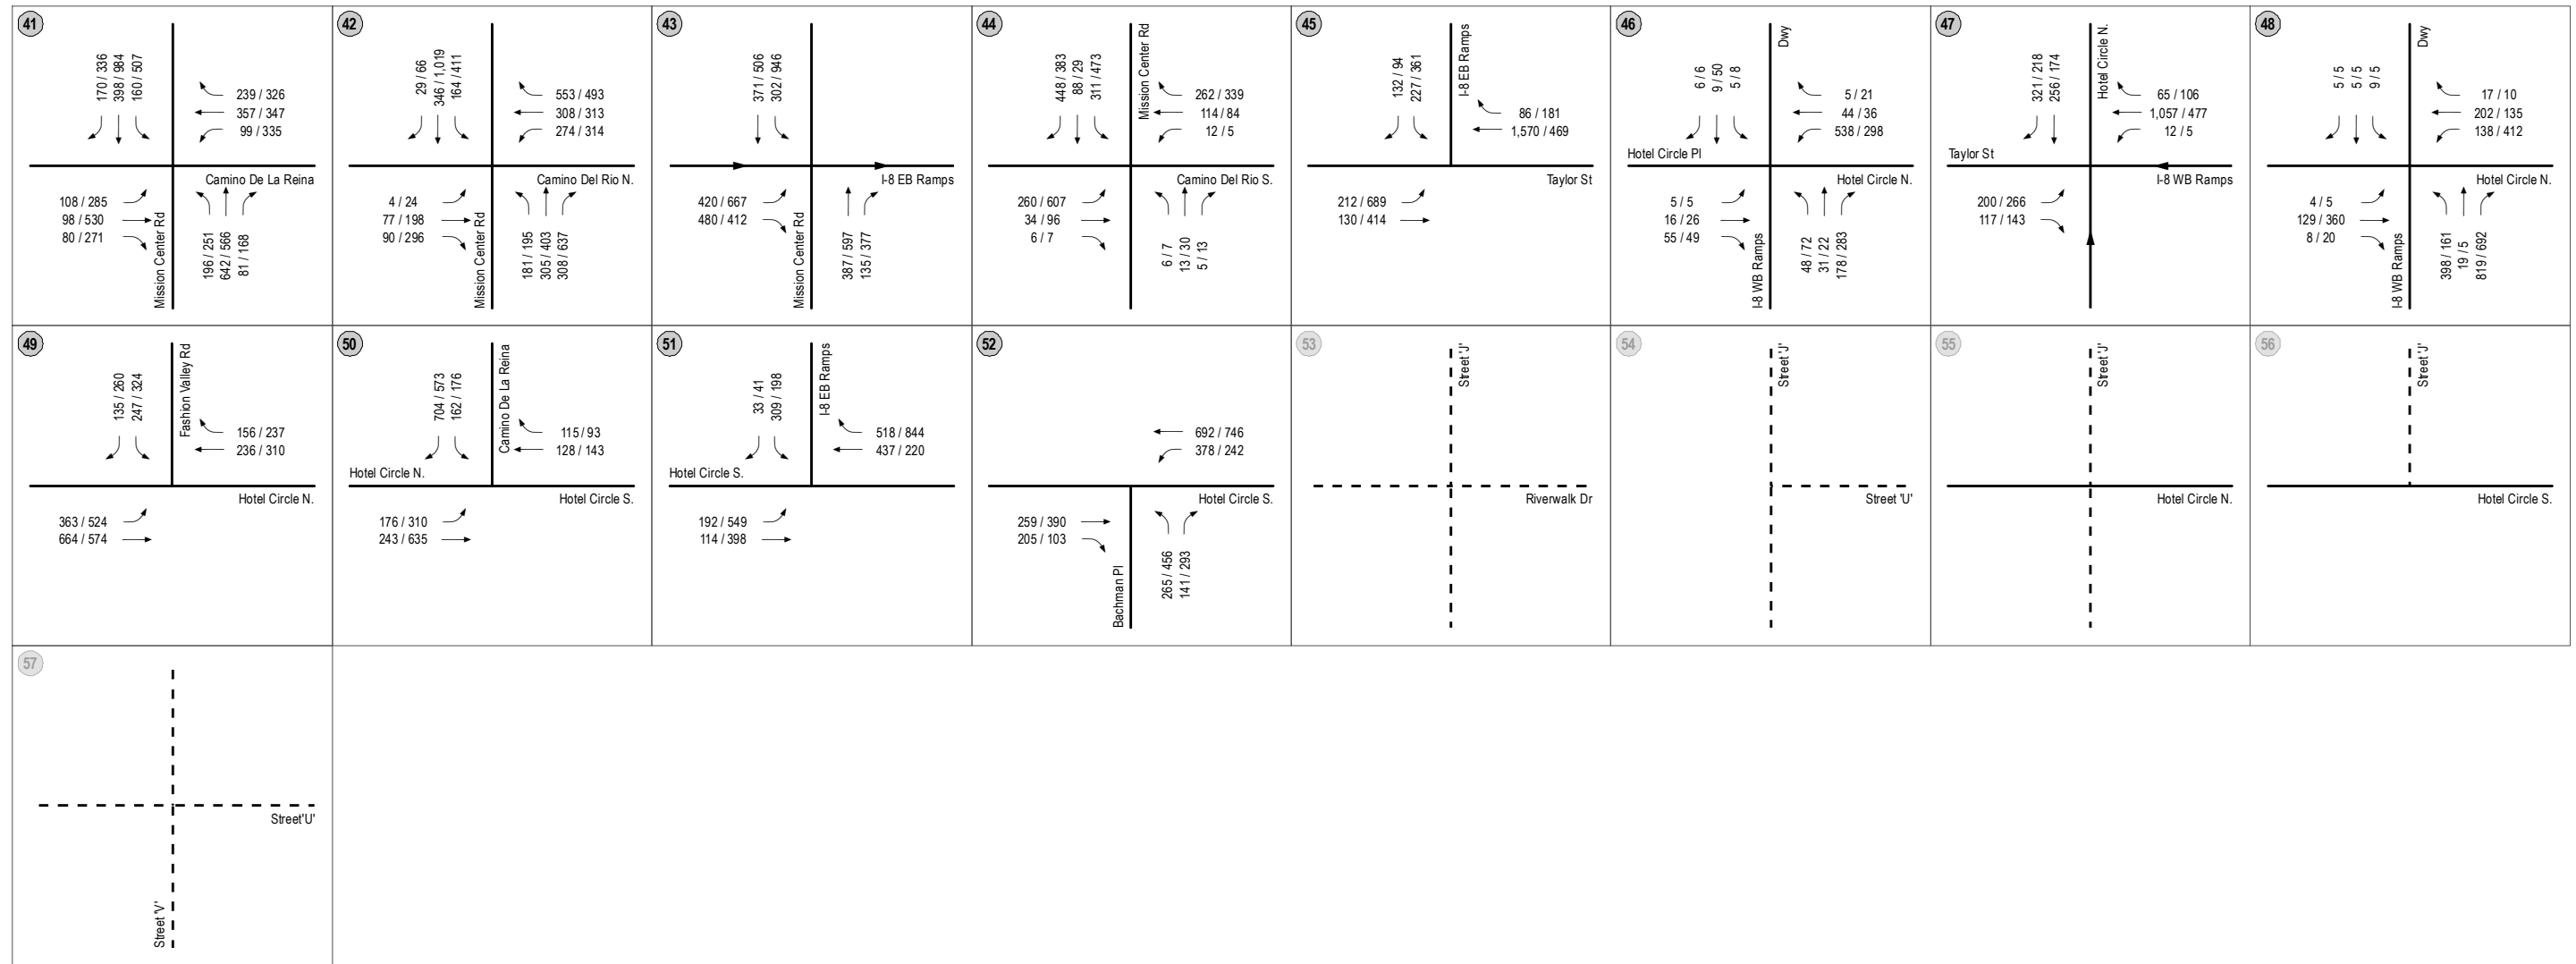 41
170 / 336
398 / 984
160 / 507
239 / 326
357 / 347
99 / 335
Camino De La Reina
108 / 285
98 / 530
80 / 271
Mission Center Rd
196 / 251
642 / 566
81 / 168
42
29 / 66
346 / 1,019
164 / 411
553 / 493
308 / 313
274 / 314
Camino Del Rio N.
4 / 24
77 / 198
90 / 296
Mission Center Rd
181 / 195
305 / 403
308 / 637
43
371 / 506
302 / 946
I-8 EB Ramps
420 / 667
480 / 412
Mission Center Rd
387 / 597
135 / 377
44
448 / 383
88 / 29
311 / 473
Mission Center Rd
262 / 339
114 / 84
12 / 5
Camino Del Rio S.
260 / 607
34 / 96
6 / 7
6 / 7
13 / 30
5 / 13
45
132 / 94
227 / 361
I-8 EB Ramps
86 / 181
1,570 / 469
Taylor St
212 / 689
130 / 414
46
6 / 6
9 / 50
5 / 8
Dwy
5 / 21
44 / 36
538 / 298
Hotel Circle Pl
Hotel Circle N.
5 / 5
16 / 26
55 / 49
I-8 WB Ramps
48 / 72
31 / 22
178 / 283
47
321 / 218
256 / 174
Hotel Circle N.
65 / 106
1,057 / 477
12 / 5
Taylor St
I-8 WB Ramps
200 / 266
117 / 143
48
5 / 5
5 / 5
9 / 5
Dwy
17 / 10
202 / 135
138 / 412
Hotel Circle N.
4 / 5
129 / 360
8 / 20
I-8 WB Ramps
398 / 161
19 / 5
819 / 692
49
135 / 260
247 / 324
Fashion Valley Rd
156 / 237
236 / 310
Hotel Circle N.
363 / 524
664 / 574
50
704 / 573
162 / 176
Camino De La Reina
115 / 93
128 / 143
Hotel Circle N.
Hotel Circle S.
176 / 310
243 / 635
51
33 / 41
309 / 198
I-8 EB Ramps
518 / 844
437 / 220
Hotel Circle S.
192 / 549
114 / 398
52
692 / 746
378 / 242
Hotel Circle S.
259 / 390
205 / 103
Bachman Pl
265 / 456
141 / 293
53
Street 'J'
Riverwalk Dr
54
Street 'J'
Street 'U'
55
Street 'J'
Hotel Circle N.
56
Street 'J'
Hotel Circle S.
57
Street'U'
Street 'V'